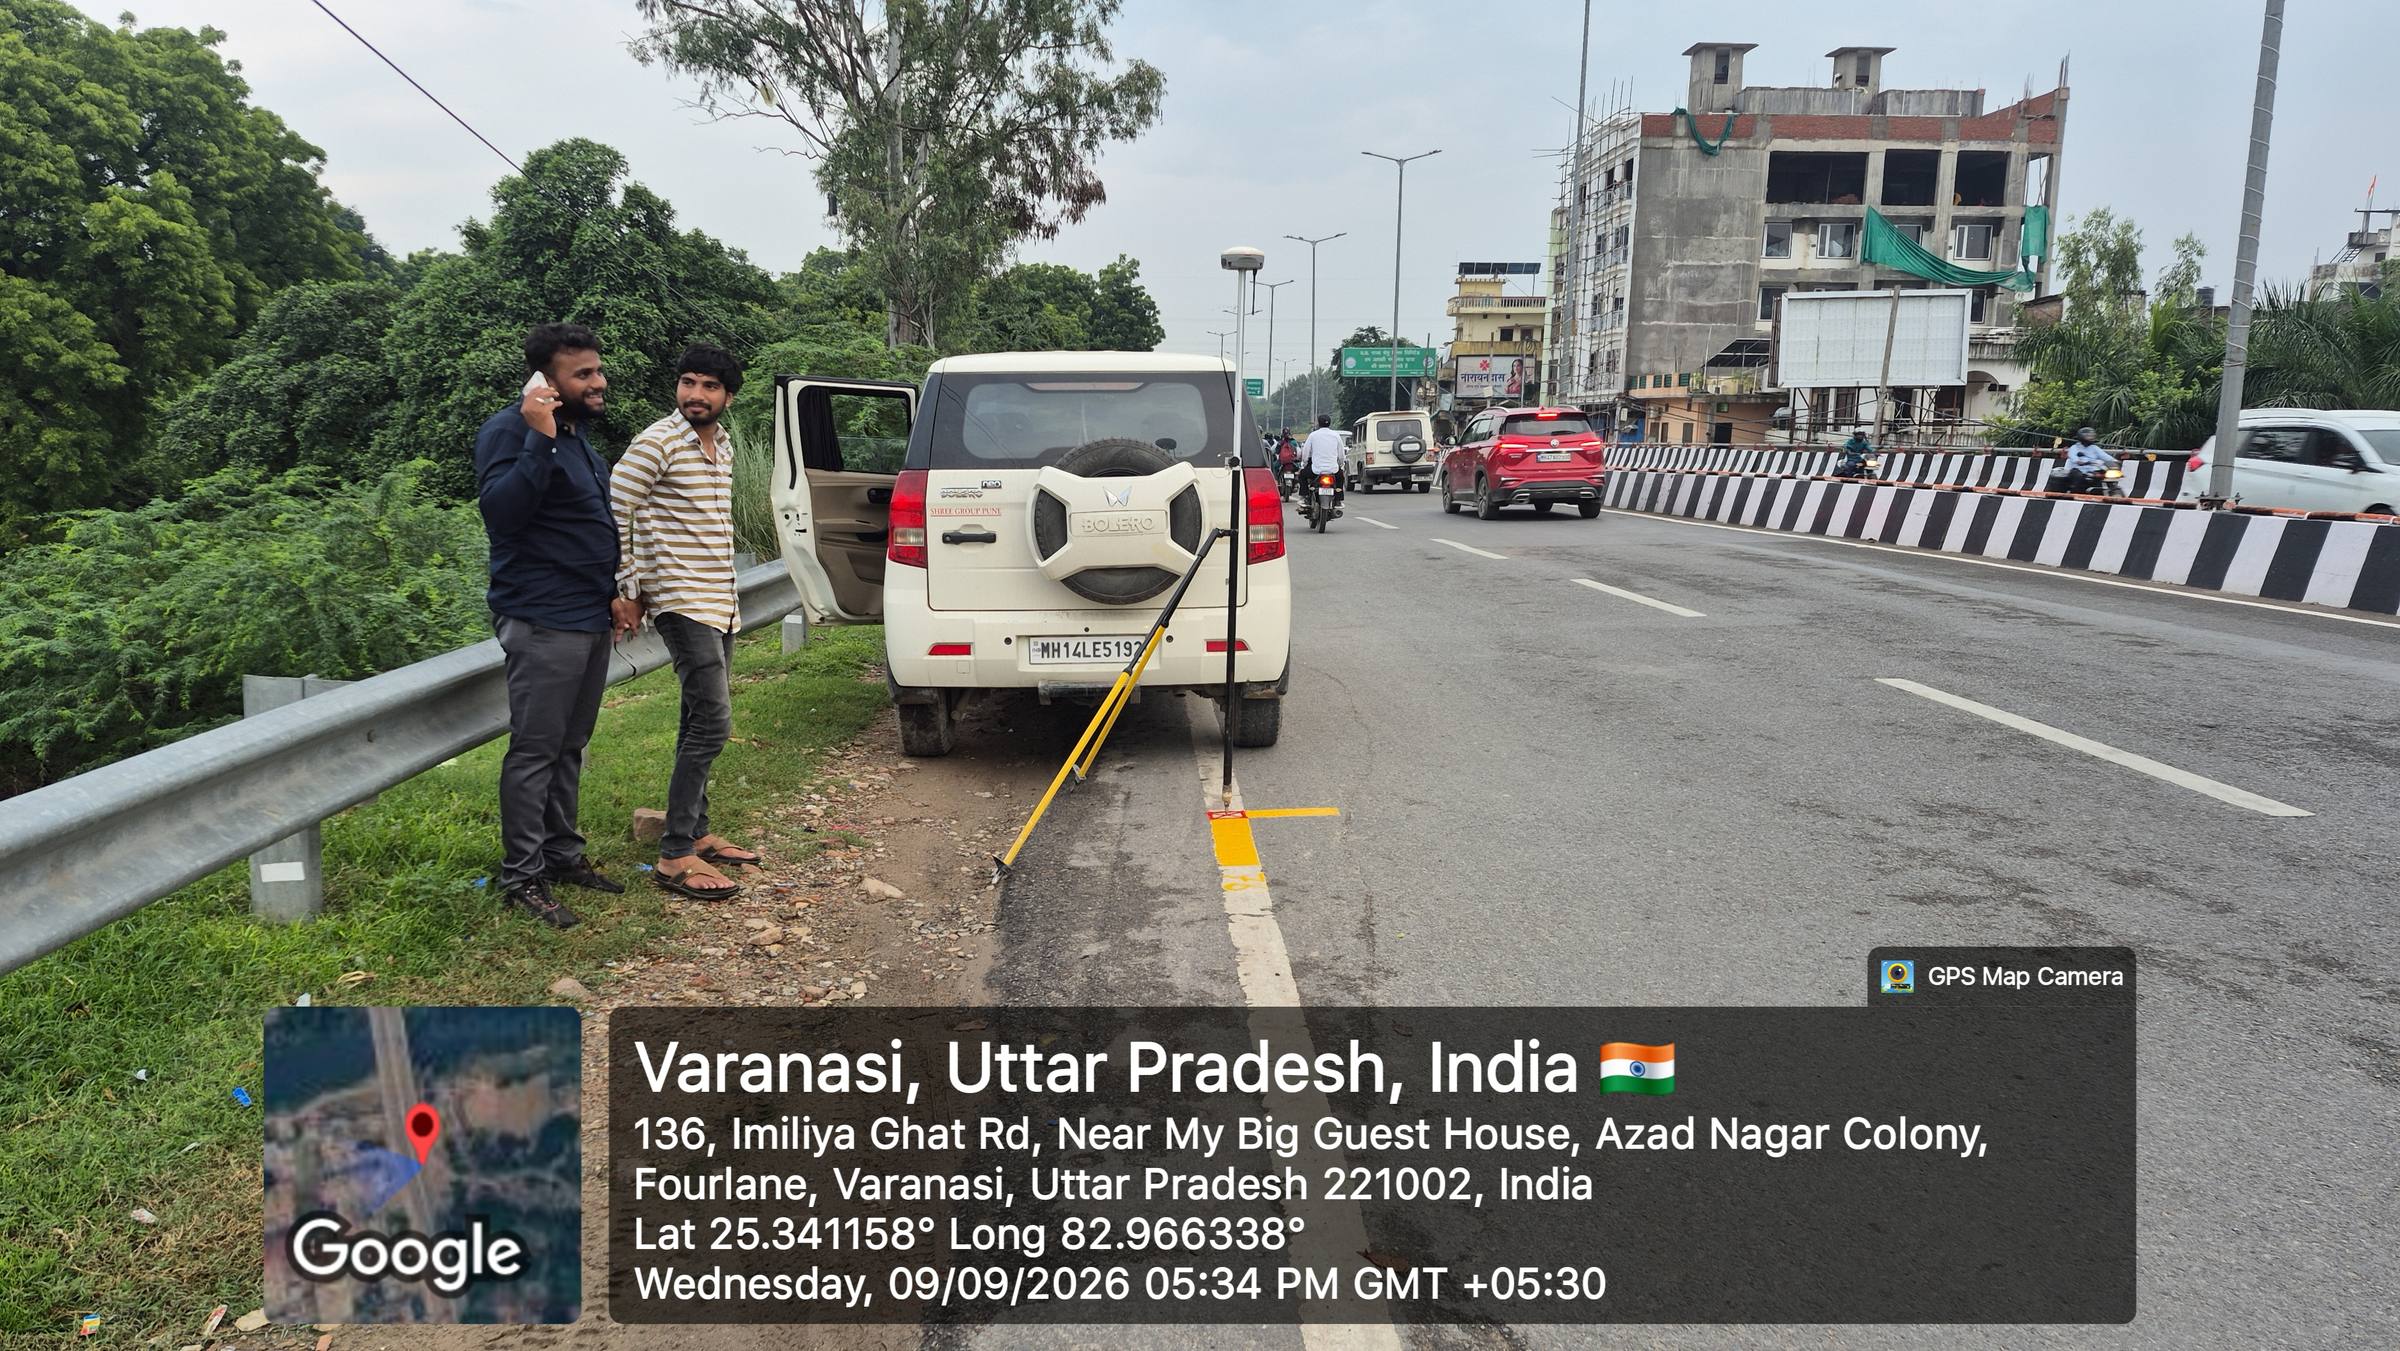 नारायण दास
neo
BOLERO
SHREE GROUP PUNE
BOLERO
MH14LE5192
GPS Map Camera
Google
Varanasi, Uttar Pradesh, India
136, Imiliya Ghat Rd, Near My Big Guest House, Azad Nagar Colony,
Fourlane, Varanasi, Uttar Pradesh 221002, India
Lat 25.341158° Long 82.966338°
Wednesday, 09/09/2026 05:34 PM GMT +05:30